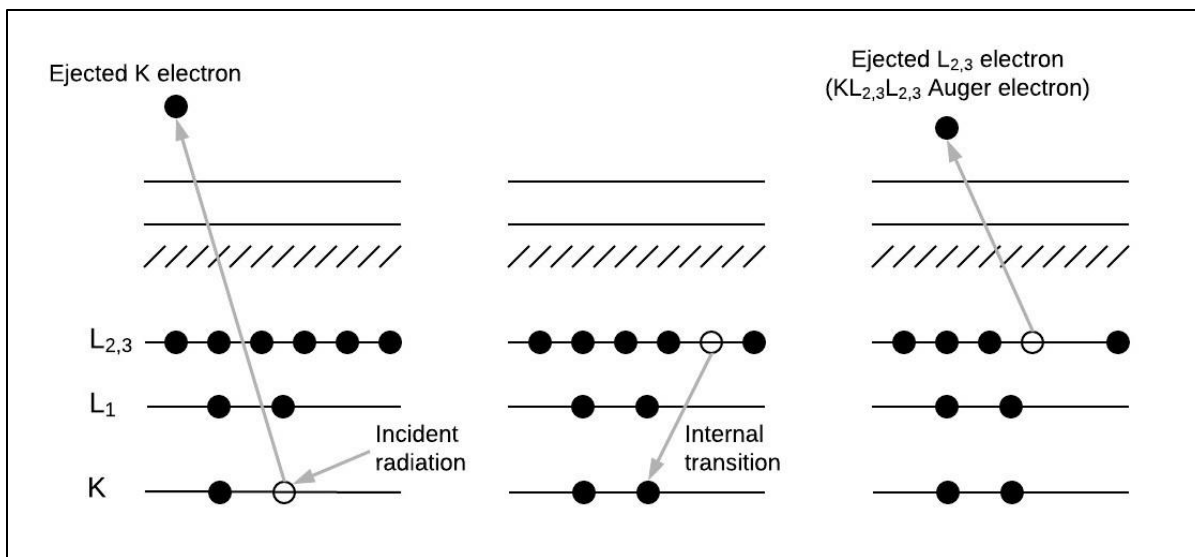 Ejected K electron
Ejected L₂,₃ electron
(KL₂,₃L₂,₃ Auger electron)
L₂,₃
L₁
Incident
radiation
Internal
transition
K